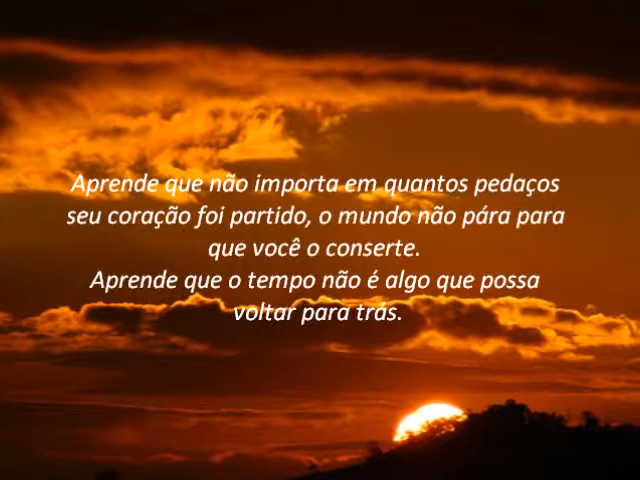 Aprende que não importa em quantos pedaços
seu coração foi partido, o mundo não pára para
que você o conserte.
Aprende que o tempo não é algo que possa
voltar para trás.